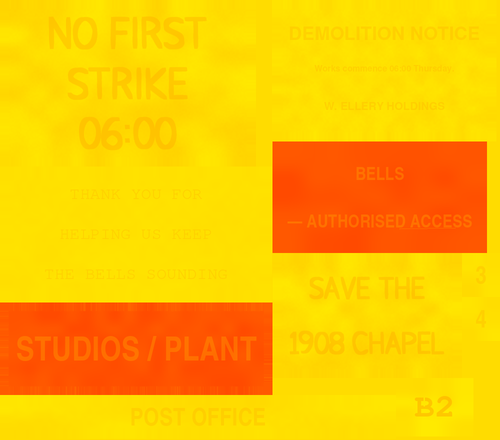 NO FIRST
STRIKE
06:00
THANK YOU FOR
HELPING US KEEP
THE BELLS SOUNDING
STUDIOS / PLANT
POST OFFICE
DEMOLITION NOTICE
W. ELLERY HOLDINGS
BELLS
— AUTHORISED ACCESS
SAVE THE
1908 CHAPEL
3
4
B2